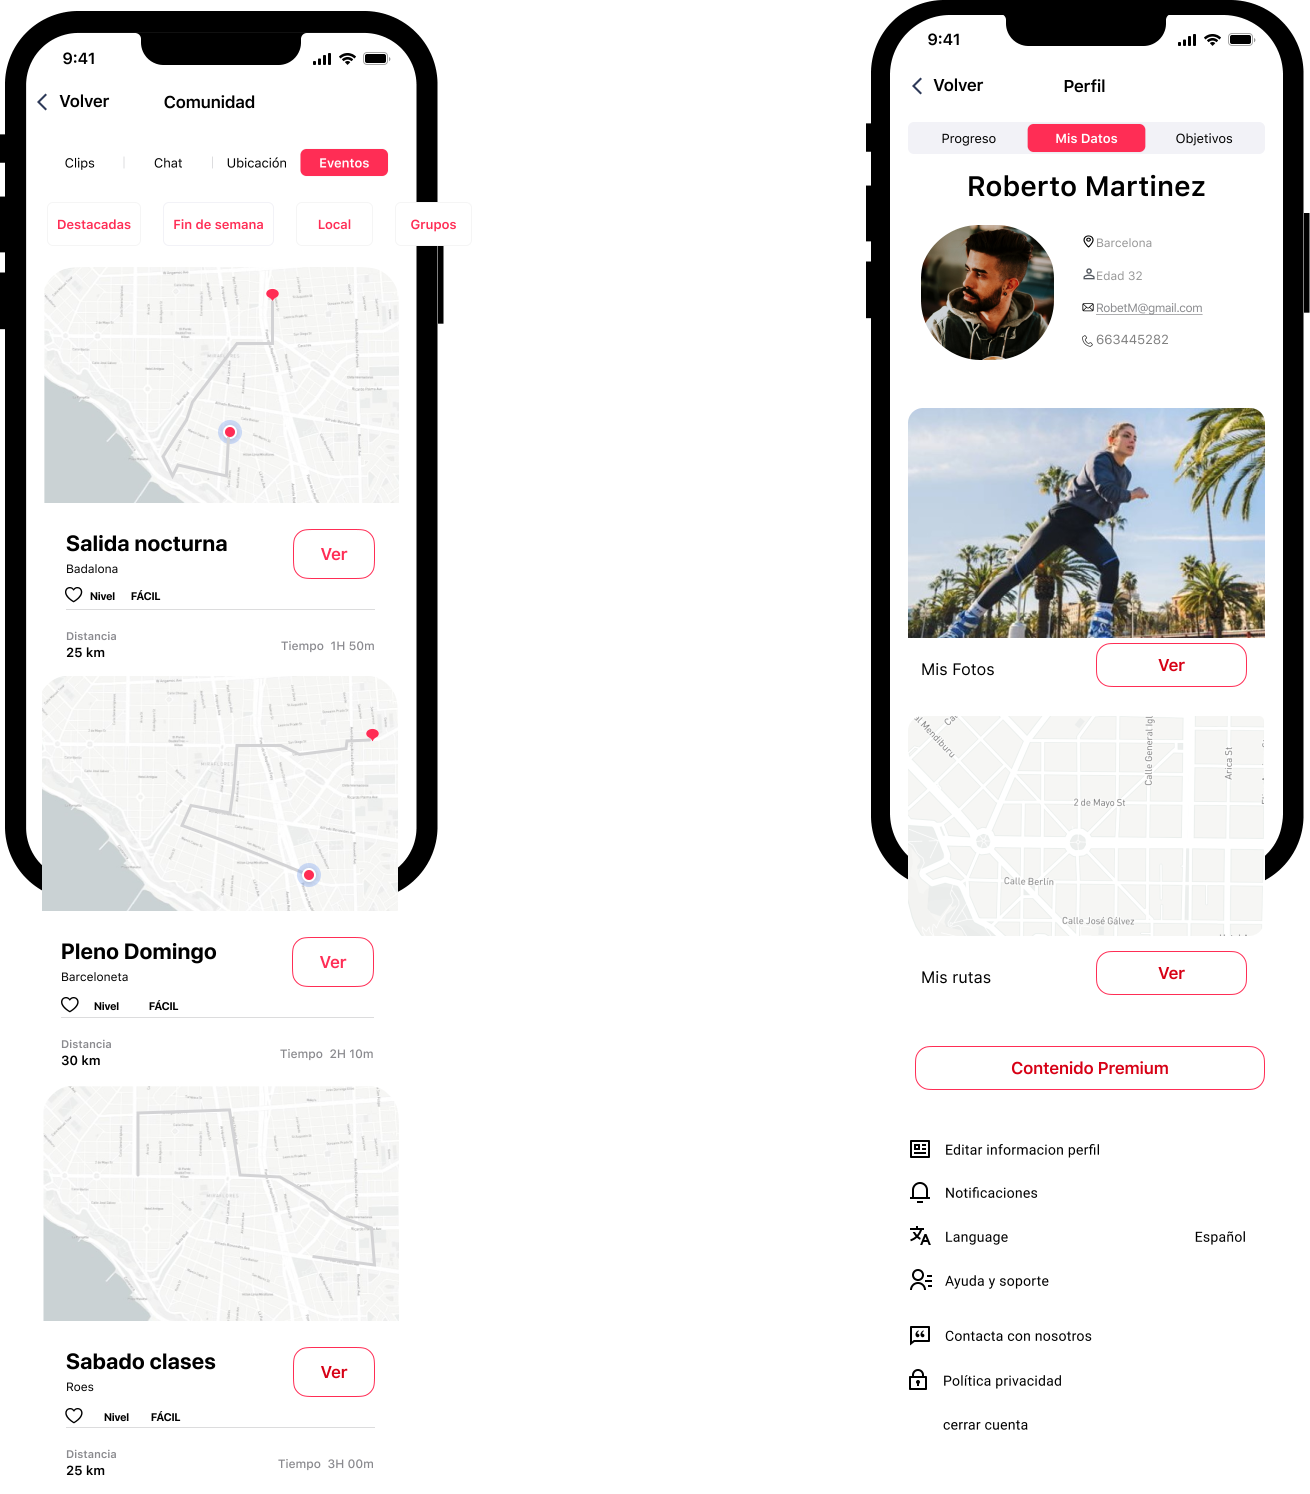 9:41
Volver
Comunidad
Clips
Chat
Ubicación
Eventos
Destacadas
Fin de semana
Local
Grupos
MIRAFLORES
Salida nocturna
Ver
Badalona
Nivel FÁCIL
Distancia
25 km
Tiempo 1H 50m
MIRAFLORES
Pleno Domingo
Ver
Barceloneta
Nivel FÁCIL
Distancia
30 km
Tiempo 2H 10m
MIRAFLORES
Sabado clases
Ver
Roes
Nivel FÁCIL
Distancia
25 km
Tiempo 3H 00m
9:41
Volver
Perfil
Progreso
Mis Datos
Objetivos
Roberto Martinez
Barcelona
Edad 32
RobetM@gmail.com
663445282
Mis Fotos
Ver
Mendiburu
Calle General Igl
Arica St
2 de Mayo St
Calle Berlín
Calle José Gálvez
Mis rutas
Ver
Contenido Premium
Editar informacion perfil
Notificaciones
Language
Español
Ayuda y soporte
Contacta con nosotros
Política privacidad
cerrar cuenta